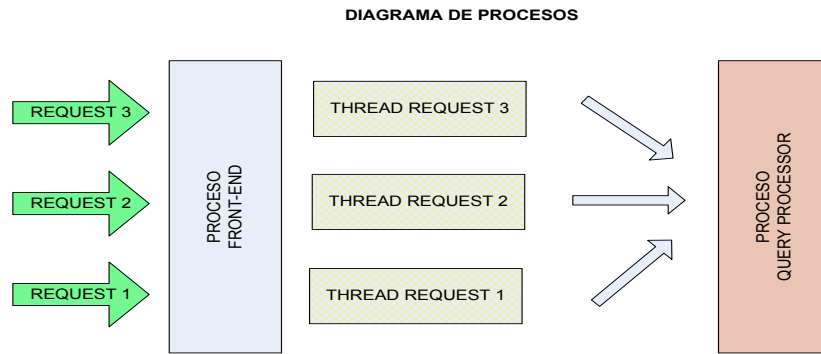 DIAGRAMA DE PROCESOS
REQUEST 3
THREAD REQUEST 3
REQUEST 2
PROCESO
FRONT-END
THREAD REQUEST 2
PROCESO
QUERY PROCESSOR
REQUEST 1
THREAD REQUEST 1